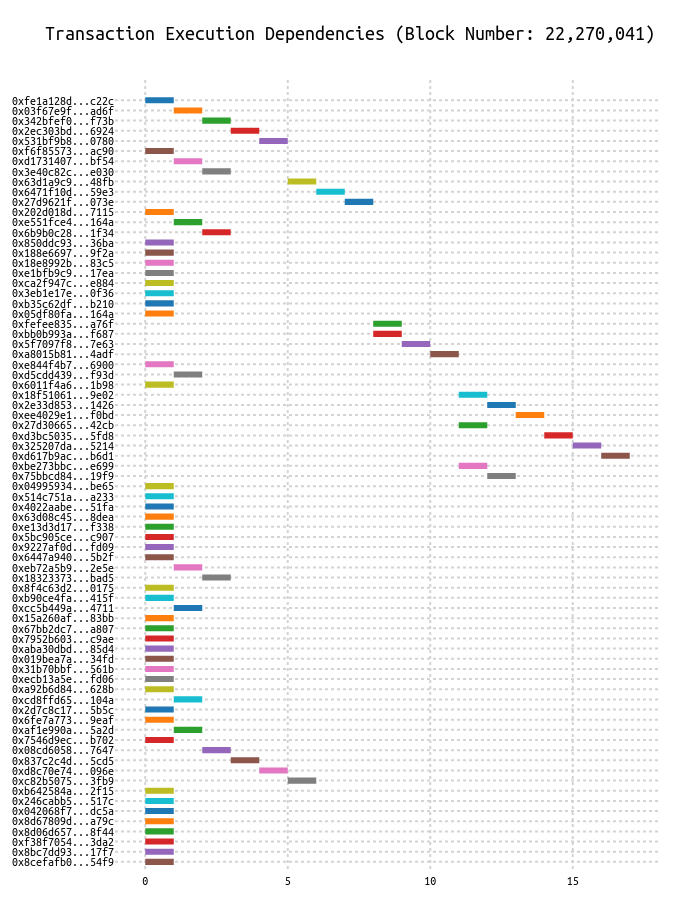 Transaction Execution Dependencies (Block Number: 22,270,041)
0xfe1a128d...c22c
0x03f67e9f...ad6f
0x342bfef0...f73b
0x2ec303bd...6924
0x531bf9b8...0780
0xf6f85573...ac90
0xd1731407...bf54
0x3e40c82c...e030
0x63d1a9c9...48fb
0x6471f10d...59e3
0x27d9621f...073e
0x202d018d...7115
0xe551fce4...164a
0x6b9b0c28...1f34
0x850ddc93...36ba
0x188e6697...9f2a
0x18e8992b...83c5
0xe1bfb9c9...17ea
0xca2f947c...e884
0x3eb1e17e...0f36
0xb35c62df...b210
0x05df80fa...164a
0xfefee835...a76f
0xbb0b993a...f687
0x5f7097f8...7e63
0xa8015b81...4adf
0xe844f4b7...6900
0xd5cdd439...f93d
0x6011f4a6...1b98
0x18f51061...9e02
0x2e33d853...1426
0xee4029e1...f0bd
0x27d30665...42cb
0xd3bc5035...5fd8
0x325207da...5214
0xd617b9ac...b6d1
0xbe273bbc...e699
0x75bbcd84...19f9
0x04995934...be65
0x514c751a...a233
0x4022aabe...51fa
0x63d08c45...8dea
0xe13d3d17...f338
0x5bc905ce...c907
0x9227af0d...fd09
0x6447a940...5b2f
0xeb72a5b9...2e5e
0x18323373...bad5
0x8f4c63d2...0175
0xb90ce4fa...415f
0xcc5b449a...4711
0x15a260af...83bb
0x67bb2dc7...a807
0x7952b603...c9ae
0xaba30dbd...85d4
0x019bea7a...34fd
0x31b70bbf...561b
0xecb13a5e...fd06
0xa92b6d84...628b
0xcd8ffd65...104a
0x2d7c8c17...5b5c
0x6fe7a773...9eaf
0xaf1e990a...5a2d
0x7546d9ec...b702
0x08cd6058...7647
0x837c2c4d...5cd5
0xd8c70e74...096e
0xc82b5075...3fb9
0xb642584a...2f15
0x246cabb5...517c
0x042068f7...dc5a
0x8d67809d...a79c
0x8d06d657...8f44
0xf38f7054...3da2
0x8bc7dd93...17f7
0x8cefafb0...54f9
0 5 10 15